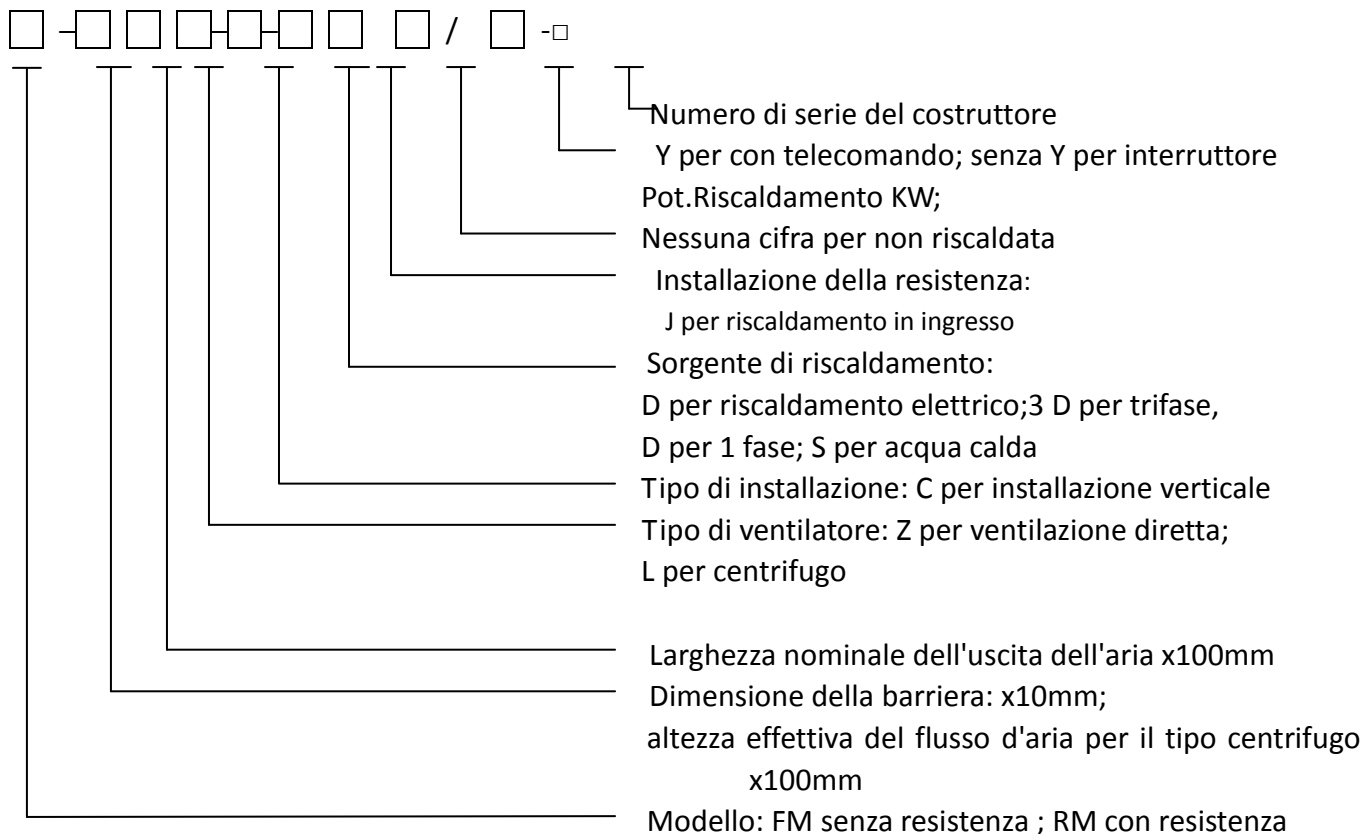 □ –□ □ □-□-□ □ □ / □ -□
Numero di serie del costruttore
Y per con telecomando; senza Y per interruttore
Pot.Riscaldamento KW;
Nessuna cifra per non riscaldata
Installazione della resistenza:
J per riscaldamento in ingresso
Sorgente di riscaldamento:
D per riscaldamento elettrico;3 D per trifase,
D per 1 fase; S per acqua calda
Tipo di installazione: C per installazione verticale
Tipo di ventilatore: Z per ventilazione diretta;
L per centrifugo
Larghezza nominale dell'uscita dell'aria x100mm
Dimensione della barriera: x10mm;
altezza effettiva del flusso d'aria per il tipo centrifugo
x100mm
Modello: FM senza resistenza ; RM con resistenza